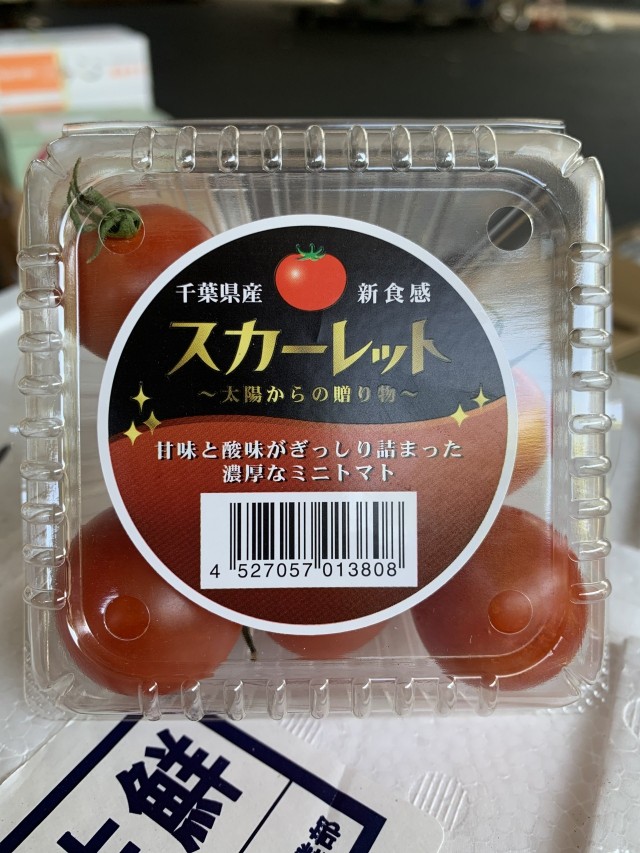 千葉県産 新食感
スカーレット
～太陽からの贈り物～
甘味と酸味がぎっしり詰まった
濃厚なミニトマト
4 527057 013808
鮮
部